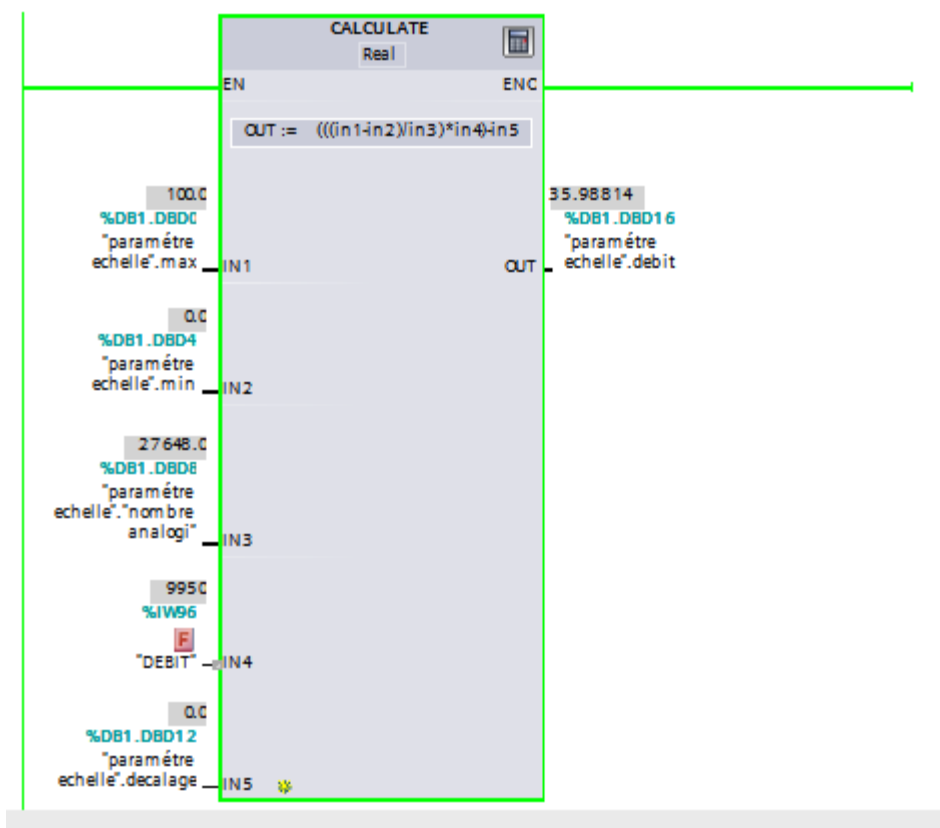 CALCULATE
Real
EN
ENC
OUT := (((in1-in2)/in3)*in4)-in5
100.0
%DB1.DBD0
"paramétre
echelle".max
IN1
35.98814
%DB1.DBD16
"paramétre
echelle".debit
OUT
0.0
%DB1.DBD4
"paramétre
echelle".min
IN2
27648.0
%DB1.DBD8
"paramétre
echelle"."nombre
analogi"
IN3
9950
%IW96
F
"DEBIT"
IN4
0.0
%DB1.DBD12
"paramétre
echelle".decalage
IN5